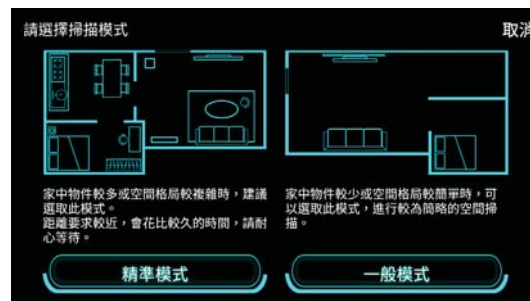 請選擇掃描模式
取消
家中物件較多或空間格局較複雜時，建議
選取此模式。
距離要求較近，會花比較久的時間，請耐
心等待。
家中物件較少或空間格局較簡單時，可
以選取此模式，進行較為簡略的空間掃
描。
精準模式
一般模式